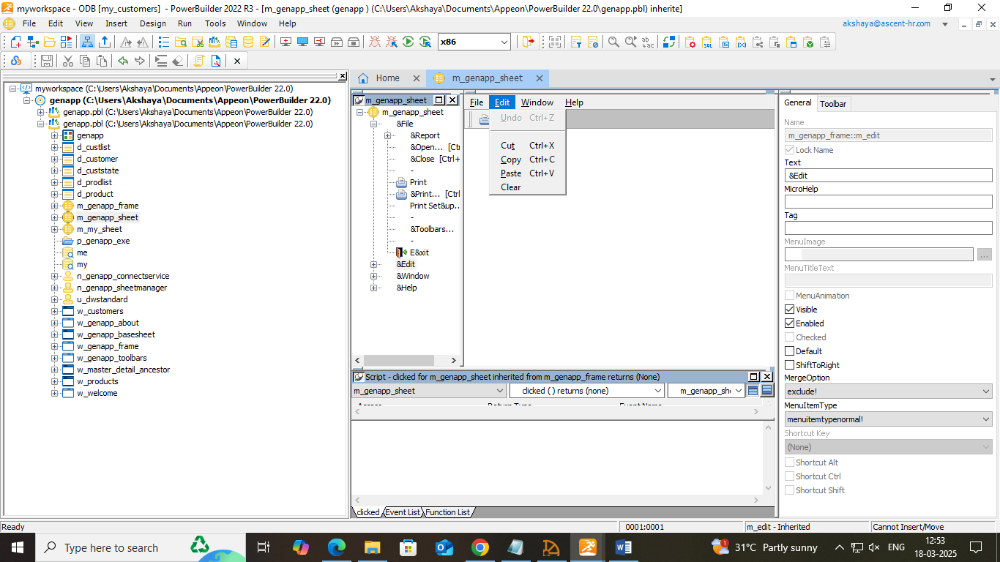 myworkspace - ODB [my_customers]  - PowerBuilder 2022 R3 - [m_genapp_sheet (genapp ) (C:\Users\Akshaya\Documents\Appeon\PowerBuilder 22.0\genapp.pbl) inherite]
File Edit View Insert Design Run Tools Window Help
akshaya@ascent-hr.com
x86
Home
m_genapp_sheet
myworkspace (C:\Users\Akshaya\Documents\Appeon\PowerBuilder 22.0)
genapp (C:\Users\Akshaya\Documents\Appeon\PowerBuilder 22.0)
genapp.pbl (C:\Users\Akshaya\Documents\Appeon\PowerBuilder 22.0)
genapp.pbl (C:\Users\Akshaya\Documents\Appeon\PowerBuilder 22.0)
genapp
d_custlist
d_customer
d_custstate
d_prodlist
d_product
m_genapp_frame
m_genapp_sheet
m_my_sheet
p_genapp_exe
me
my
n_genapp_connectservice
n_genapp_sheetmanager
u_dwstandard
w_customers
w_genapp_about
w_genapp_basesheet
w_genapp_frame
w_genapp_toolbars
w_master_detail_ancestor
w_products
w_welcome
m_genapp_sheet
m_genapp_sheet
&File
&Report
&Open... [Ct
&Close [Ctrl+
-
Print
&Print... [Ctrl
Print Set&up...
-
&Toolbars...
-
E&xit
&Edit
&Window
&Help
File Edit Window Help
Undo Ctrl+Z
Cut Ctrl+X
Copy Ctrl+C
Paste Ctrl+V
Clear
Script - clicked for m_genapp_sheet inherited from m_genapp_frame returns (None)
m_genapp_sheet
clicked ( ) returns (none)
m_genapp_sh
Access Return Type Event Name
clicked Event List Function List
General Toolbar
Name
m_genapp_frame::m_edit
Lock Name
Text
&Edit
MicroHelp
Tag
MenuImage
...
MenuTitleText
MenuAnimation
Visible
Enabled
Checked
Default
ShiftToRight
MergeOption
exclude!
MenuItemType
menuitemtypenormal!
Shortcut Key
(None)
Shortcut Alt
Shortcut Ctrl
Shortcut Shift
Ready
0001:0001
m_edit - Inherited
Cannot Insert/Move
Type here to search
31°C Partly sunny
ENG
12:53
18-03-2025